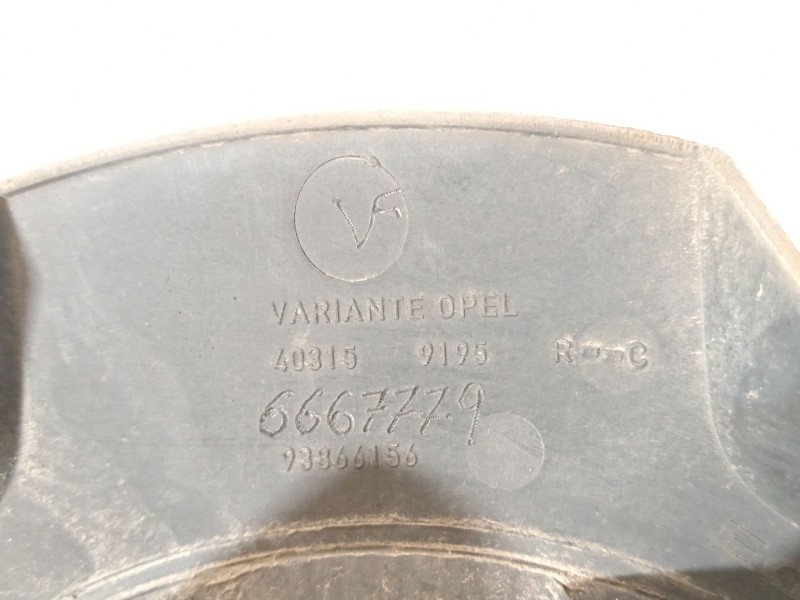 VF
VARIANTE OPEL
40315 9195 R--C
6667779
93866156